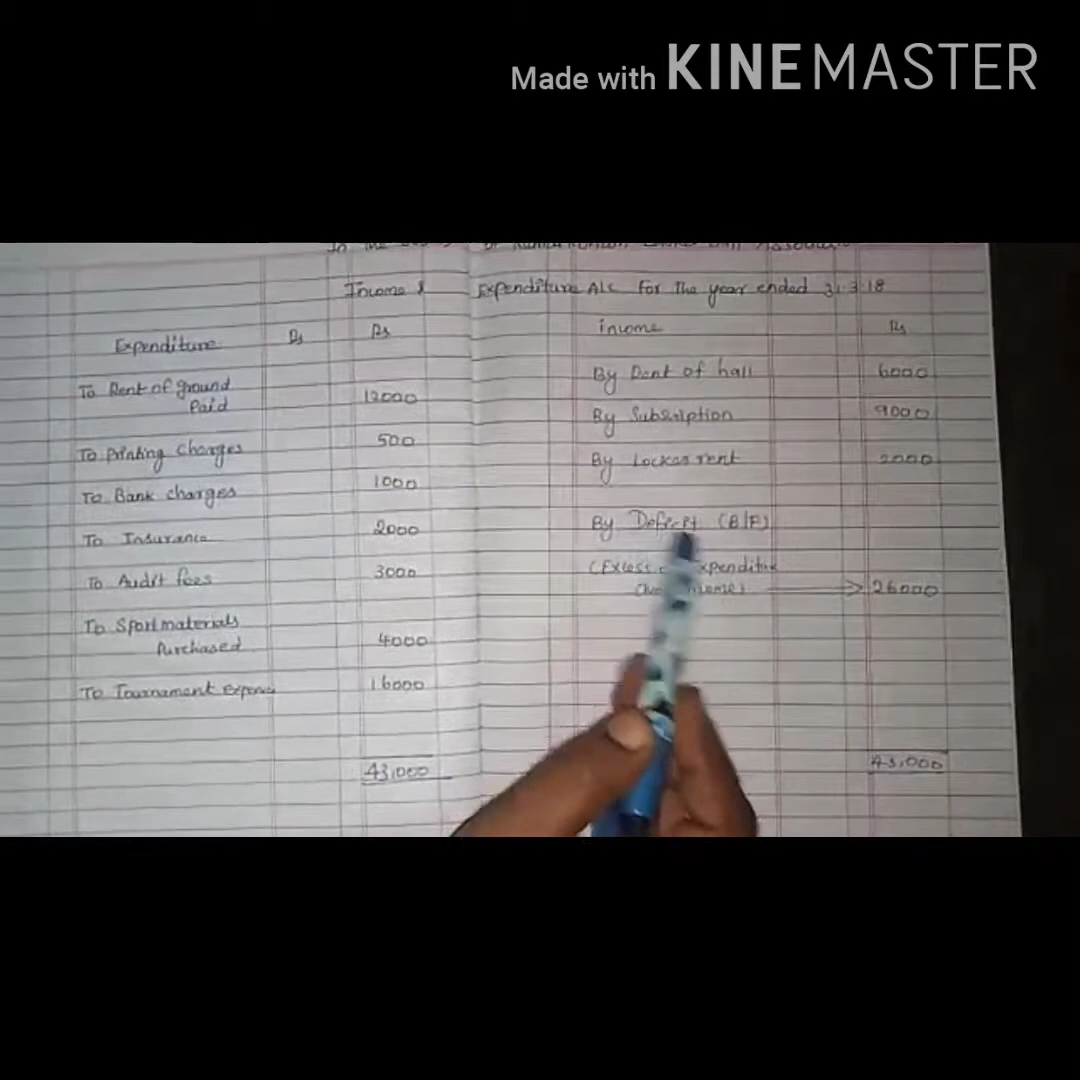 Made with KINEMASTER
Income & Expenditure A/c For The year ended 31.3.18
Expenditure Rs Rs
To Rent of ground
Paid 12000
To Printing charges 500
To Bank charges 1000
To Insurance 2000
To Audit fees 3000
To Sport materials
Purchased 4000
To Tournament expense 16000
43,000
income Rs
By Rent of hall 6000
By Subscription 9000
By Locker rent 2000
By (B/F)
(Excess Expenditure
26000
43,000